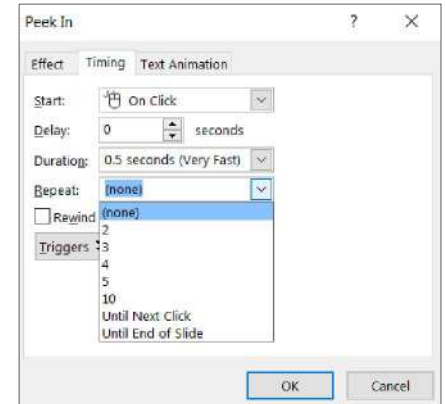 Peek In ? ×
Effect Timing Text Animation
Start: On Click
Delay: 0 seconds
Duration: 0.5 seconds (Very Fast)
Repeat: (none)
Rewind (none)
2
Triggers 3
4
5
10
Until Next Click
Until End of Slide
OK Cancel